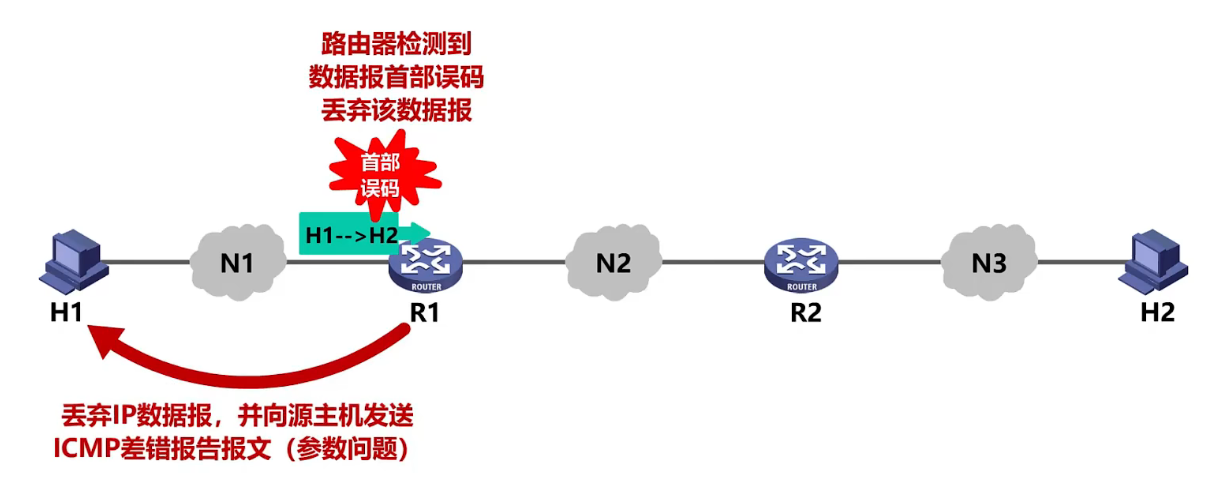 路由器检测到
数据报首部误码
丢弃该数据报
首部
误码
H1-->H2
N1
N2
N3
ROUTER
ROUTER
H1
R1
R2
H2
丢弃IP数据报，并向源主机发送
ICMP差错报告报文（参数问题）